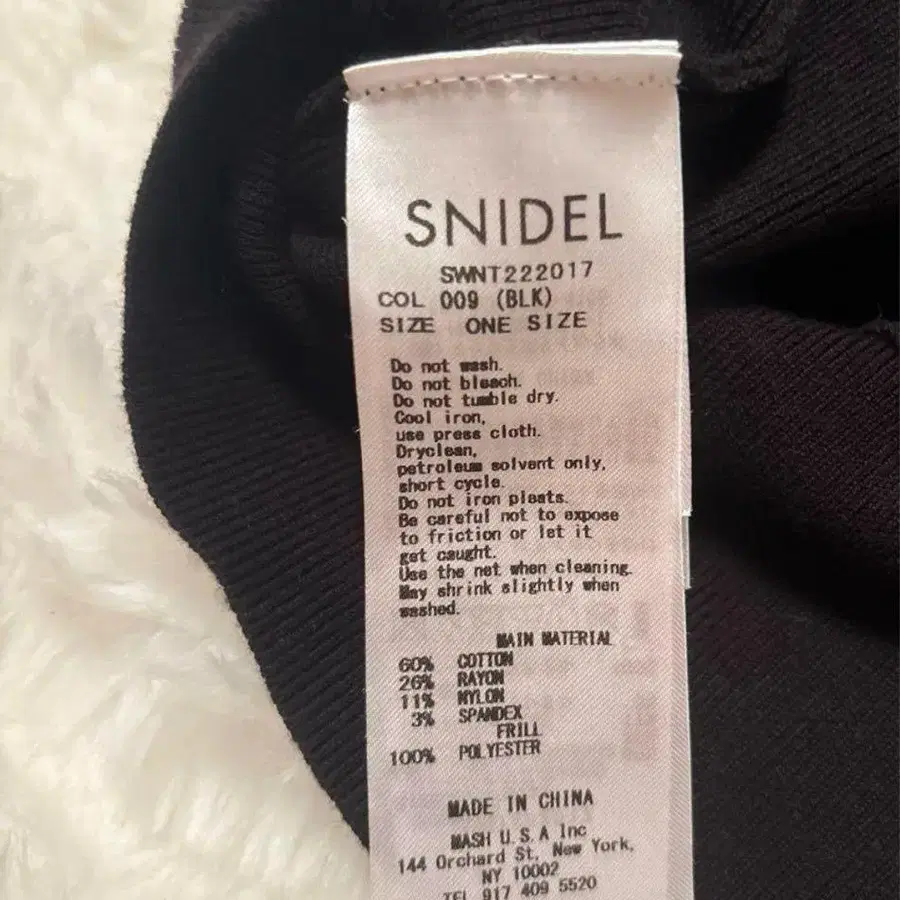 SNIDEL
SWNT222017
COL 009 (BLK)
SIZE ONE SIZE
Do not wash.
Do not bleach.
Do not tumble dry.
Cool iron,
use press cloth.
Dryclean,
petroleum solvent only,
short cycle.
Do not iron pleats.
Be careful not to expose
to friction or let it
get caught.
Use the net when cleaning.
May shrink slightly when
washed.
MAIN MATERIAL
60% COTTON
26% RAYON
11% NYLON
3% SPANDEX
FRILL
100% POLYESTER
MADE IN CHINA
MASH U.S.A Inc
144 Orchard St, New York,
NY 10002
TEL 917 409 5520